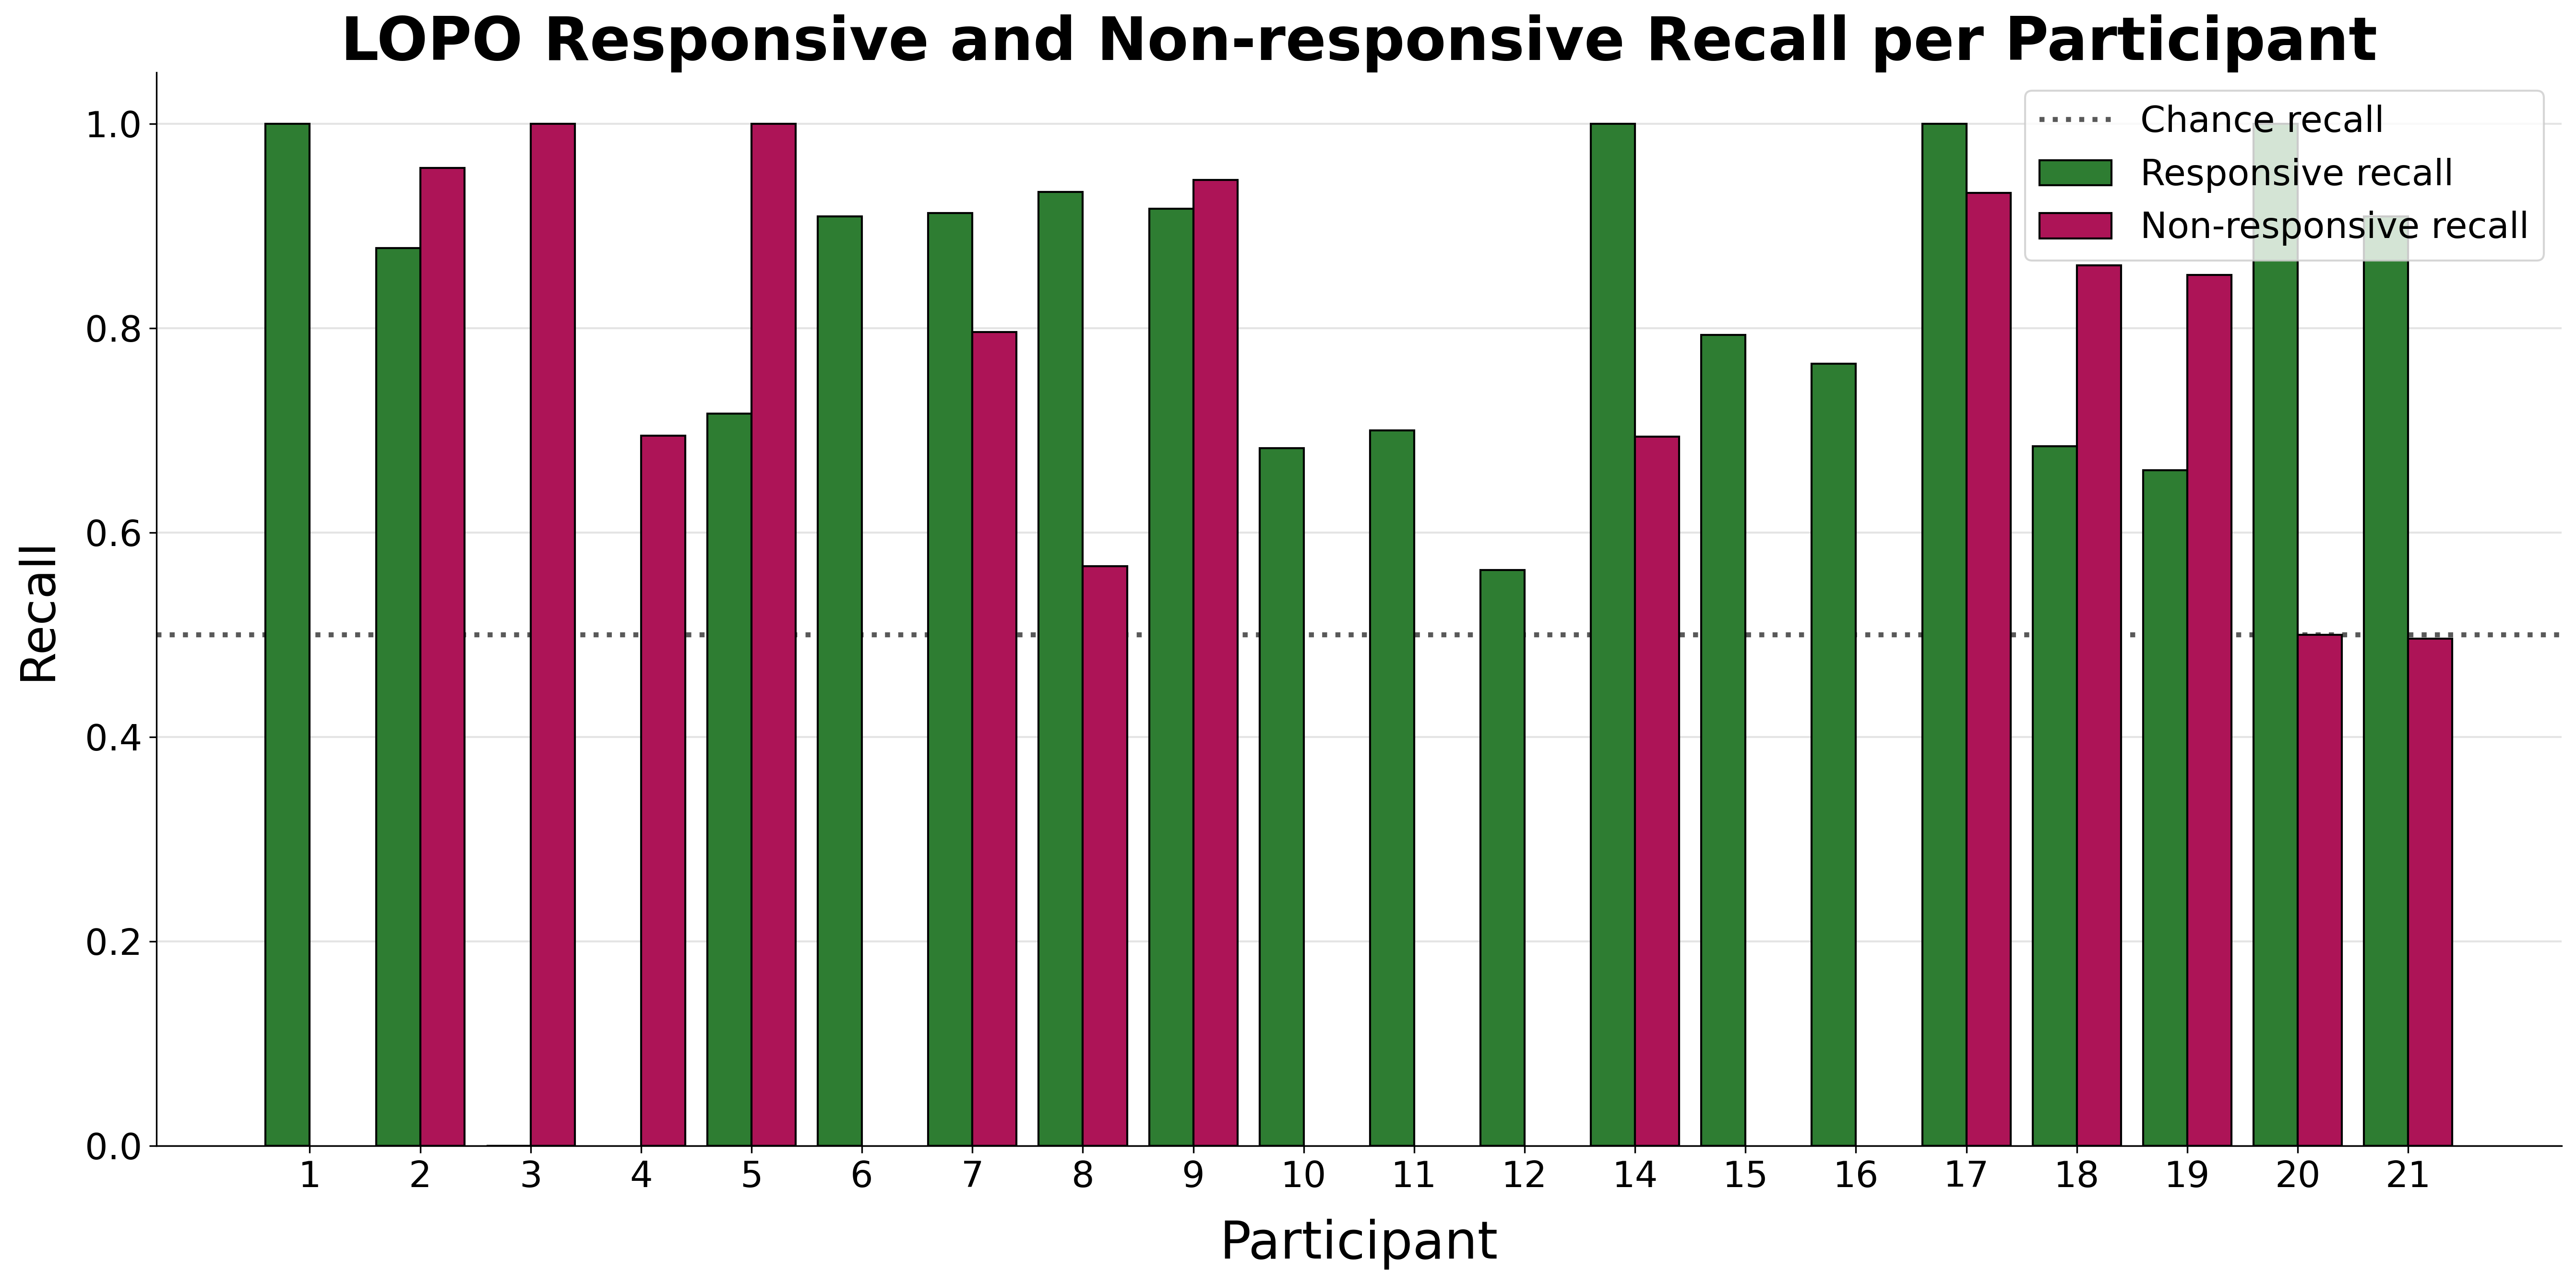 LOPO Responsive and Non-responsive Recall per Participant
Chance recall
Responsive recall
Non-responsive recall
1.0
0.8
0.6
0.4
0.2
0.0
Recall
1 2 3 4 5 6 7 8 9 10 11 12 14 15 16 17 18 19 20 21
Participant